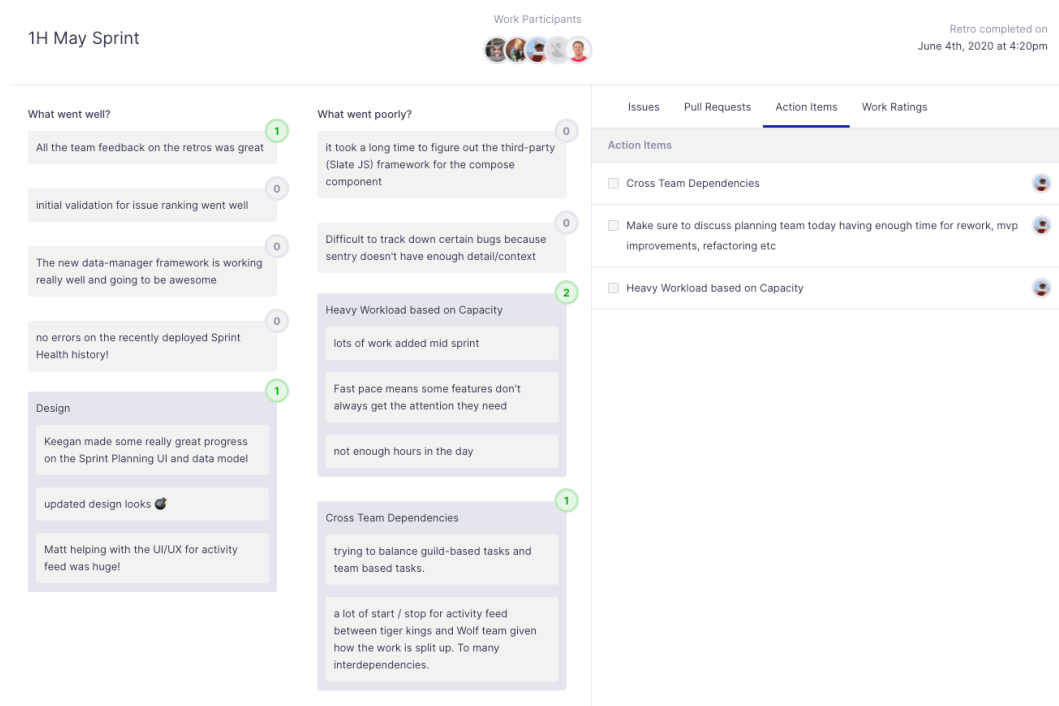 1H May Sprint
Work Participants
Retro completed on
June 4th, 2020 at 4:20pm
What went well?
1
All the team feedback on the retros was great
0
initial validation for issue ranking went well
0
The new data-manager framework is working
really well and going to be awesome
0
no errors on the recently deployed Sprint
Health history!
1
Design
Keegan made some really great progress
on the Sprint Planning UI and data model
updated design looks 💣
Matt helping with the UI/UX for activity
feed was huge!
What went poorly?
0
it took a long time to figure out the third-party
(Slate JS) framework for the compose
component
0
Difficult to track down certain bugs because
sentry doesn't have enough detail/context
2
Heavy Workload based on Capacity
lots of work added mid sprint
Fast pace means some features don't
always get the attention they need
not enough hours in the day
1
Cross Team Dependencies
trying to balance guild-based tasks and
team based tasks.
a lot of start / stop for activity feed
between tiger kings and Wolf team given
how the work is split up. To many
interdependencies.
Issues Pull Requests Action Items Work Ratings
Action Items
Cross Team Dependencies
Make sure to discuss planning team today having enough time for rework, mvp
improvements, refactoring etc
Heavy Workload based on Capacity